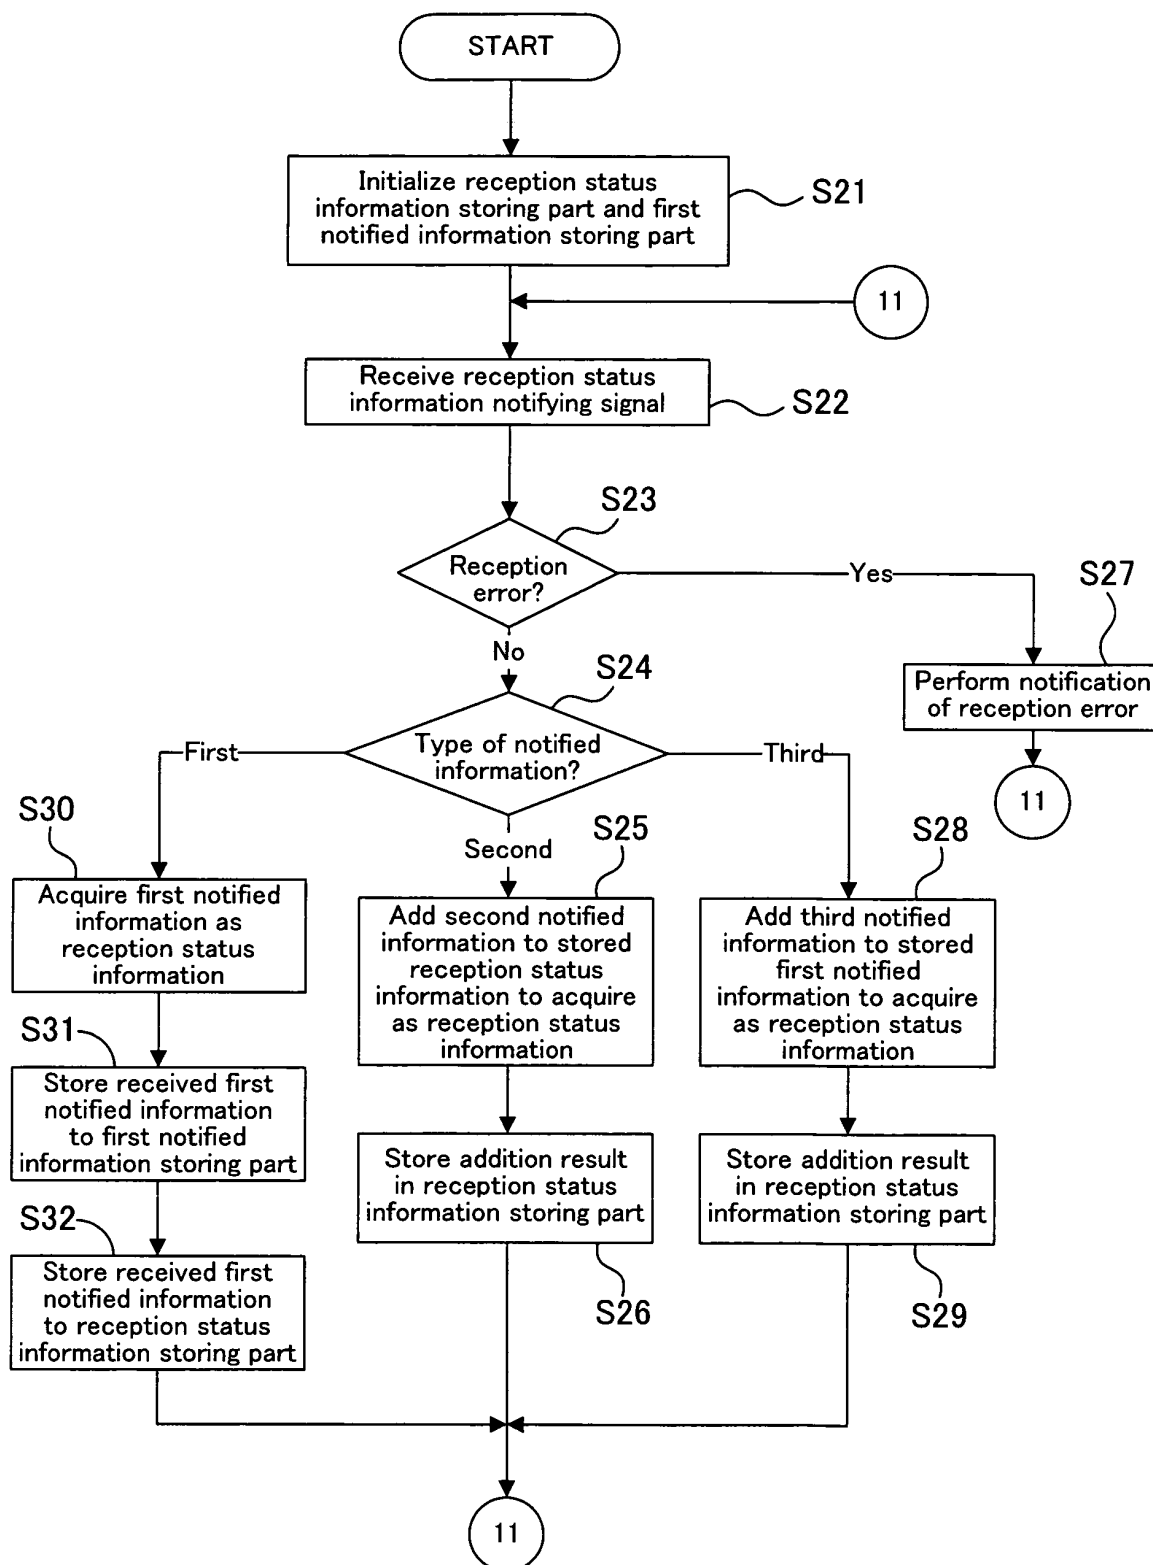 START
Initialize reception status
information storing part and first
notified information storing part
S21
11
Receive reception status
information notifying signal
S22
S23
Reception
error?
Yes
S27
No
S24
Perform notification
of reception error
11
Type of notified
information?
First
Third
Second
S30
Acquire first notified
information as
reception status
information
S25
Add second notified
information to stored
reception status
information to acquire
as reception status
information
S28
Add third notified
information to stored
first notified
information to acquire
as reception status
information
S31
Store received first
notified information
to first notified
information storing part
Store addition result
in reception status
information storing part
S26
Store addition result
in reception status
information storing part
S29
S32
Store received first
notified information
to reception status
information storing part
11